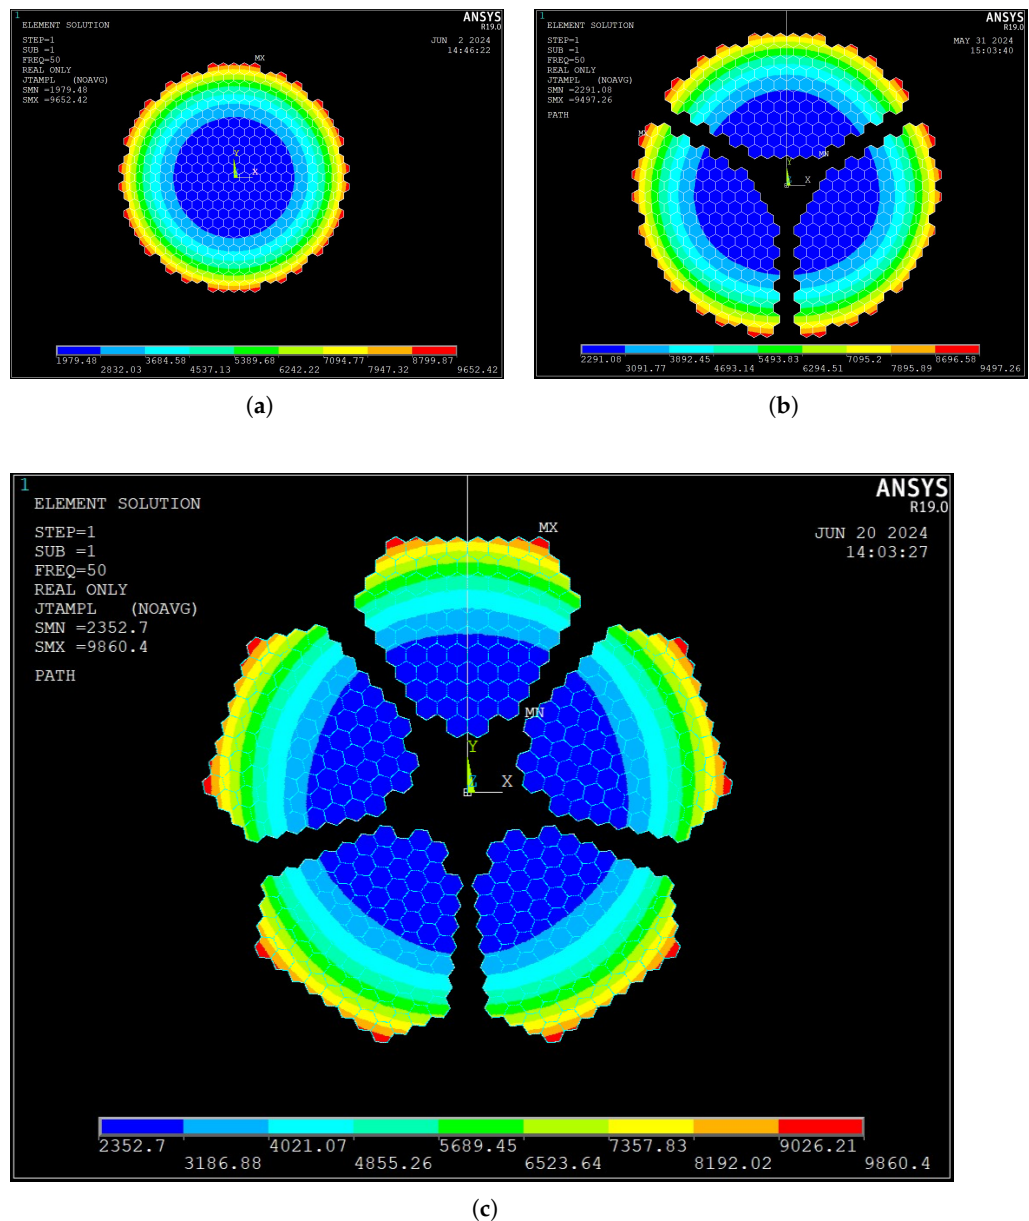 1
ELEMENT SOLUTION
ANSYS
R19.0
STEP=1
SUB =1
FREQ=50
REAL ONLY
JTAMPL (NOAVG)
SMN =1979.48
SMX =9652.42
JUN 2 2024
14:46:22
MX
Y
X
1979.48 3684.58 5389.68 7094.77 8799.87
2832.03 4537.13 6242.22 7947.32 9652.42
(a)
1
ELEMENT SOLUTION
ANSYS
R19.0
STEP=1
SUB =1
FREQ=50
REAL ONLY
JTAMPL (NOAVG)
SMN =2291.08
SMX =9497.26
PATH
MAY 31 2024
15:03:40
MN
Y
X
2291.08 3892.45 5493.83 7095.2 8696.58
3091.77 4693.14 6294.51 7895.89 9497.26
(b)
1
ELEMENT SOLUTION
ANSYS
R19.0
STEP=1
SUB =1
FREQ=50
REAL ONLY
JTAMPL (NOAVG)
SMN =2352.7
SMX =9860.4
PATH
JUN 20 2024
14:03:27
MX
MN
Y
X
2352.7 4021.07 5689.45 7357.83 9026.21
3186.88 4855.26 6523.64 8192.02 9860.4
(c)